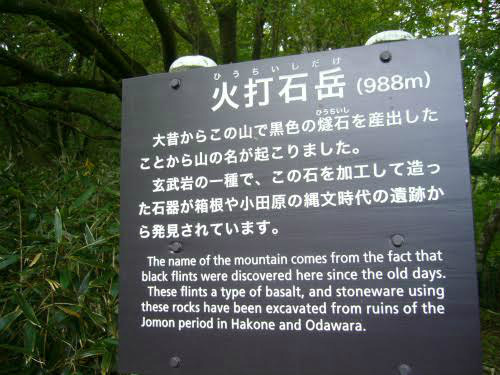 ひうちいしだけ
火打石岳 (988m)
大昔からこの山で黒色の燧石を産出した
ひうちいし
ことから山の名が起こりました。
玄武岩の一種で、この石を加工して造っ
た石器が箱根や小田原の縄文時代の遺跡か
ら発見されています。
The name of the mountain comes from the fact that
black flints were discovered here since the old days.
These flints a type of basalt, and stoneware using
these rocks have been excavated from ruins of the
Jomon period in Hakone and Odawara.